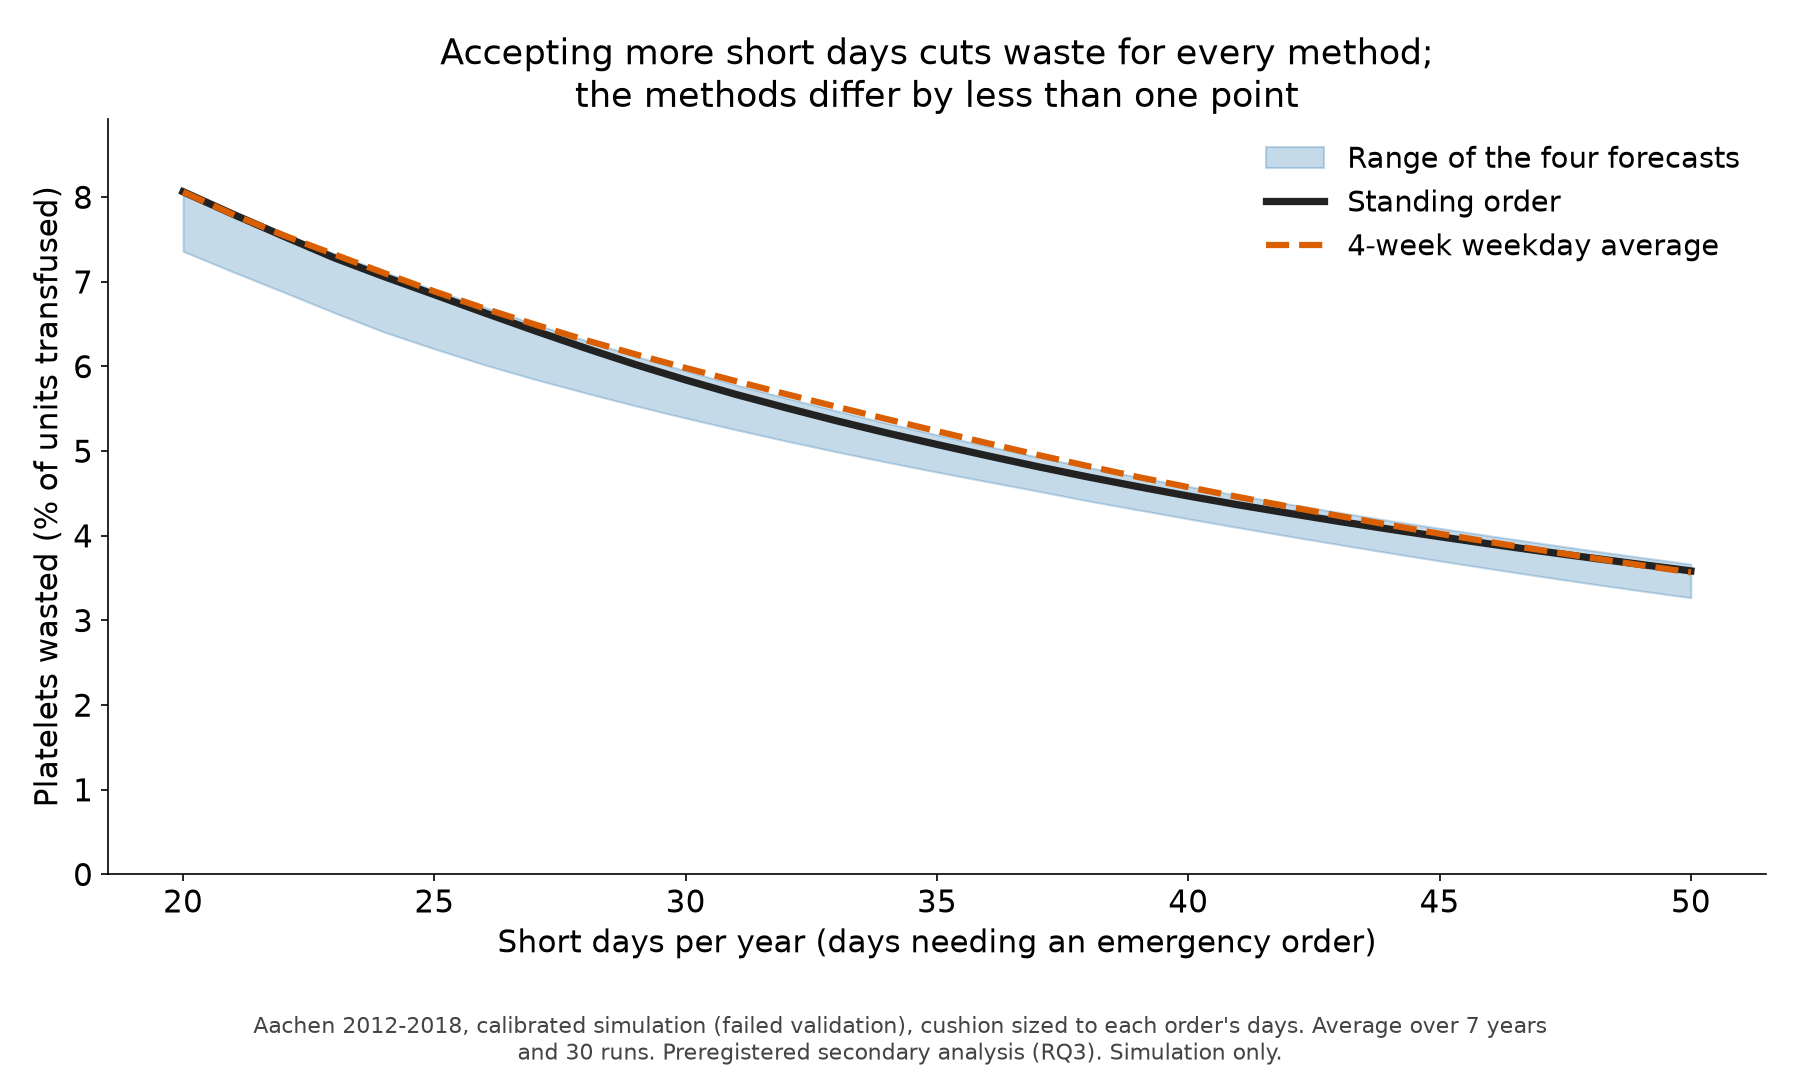 Accepting more short days cuts waste for every method;
the methods differ by less than one point
Range of the four forecasts
Standing order
4-week weekday average
Platelets wasted (% of units transfused)
8
7
6
5
4
3
2
1
0
20 25 30 35 40 45 50
Short days per year (days needing an emergency order)
Aachen 2012-2018, calibrated simulation (failed validation), cushion sized to each order's days. Average over 7 years
and 30 runs. Preregistered secondary analysis (RQ3). Simulation only.